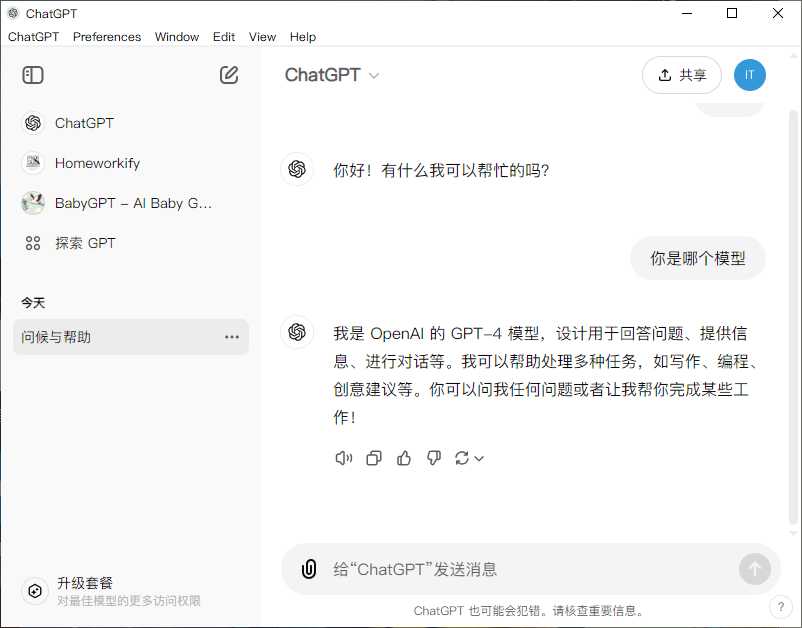 ChatGPT
ChatGPT Preferences Window Edit View Help
ChatGPT
Homeworkify
BabyGPT – AI Baby G...
探索 GPT
今天
问候与帮助
升级套餐
对最佳模型的更多访问权限
ChatGPT
共享
IT
你好！有什么我可以帮忙的吗？
你是哪个模型
我是 OpenAI 的 GPT-4 模型，设计用于回答问题、提供信
息、进行对话等。我可以帮助处理多种任务，如写作、编程、
创意建议等。你可以问我任何问题或者让我帮你完成某些工
作！
给“ChatGPT”发送消息
ChatGPT 也可能会犯错。请核查重要信息。
?